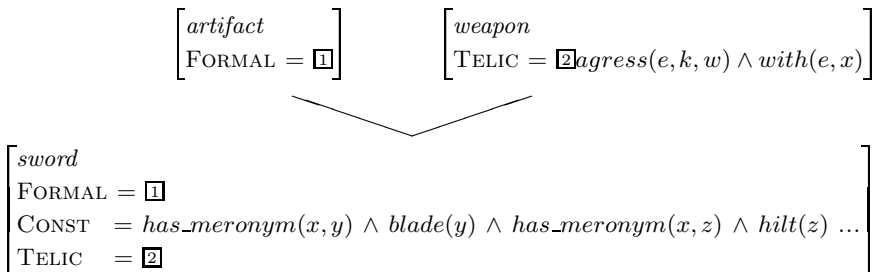 artifact
FORMAL = 1
weapon
TELIC = 2 agress(e, k, w) ∧ with(e, x)
sword
FORMAL = 1
CONST = has_meronym(x, y) ∧ blade(y) ∧ has_meronym(x, z) ∧ hilt(z) ...
TELIC = 2